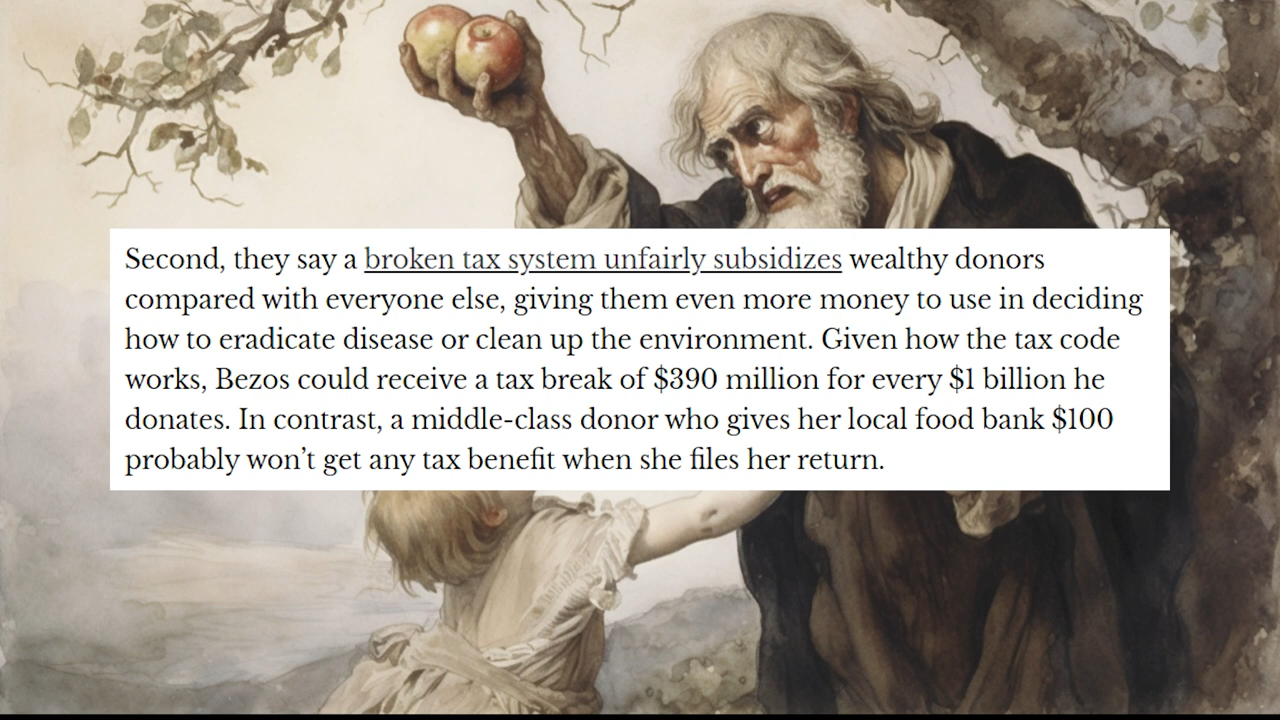 Second, they say a broken tax system unfairly subsidizes wealthy donors
compared with everyone else, giving them even more money to use in deciding
how to eradicate disease or clean up the environment. Given how the tax code
works, Bezos could receive a tax break of $390 million for every $1 billion he
donates. In contrast, a middle-class donor who gives her local food bank $100
probably won’t get any tax benefit when she files her return.